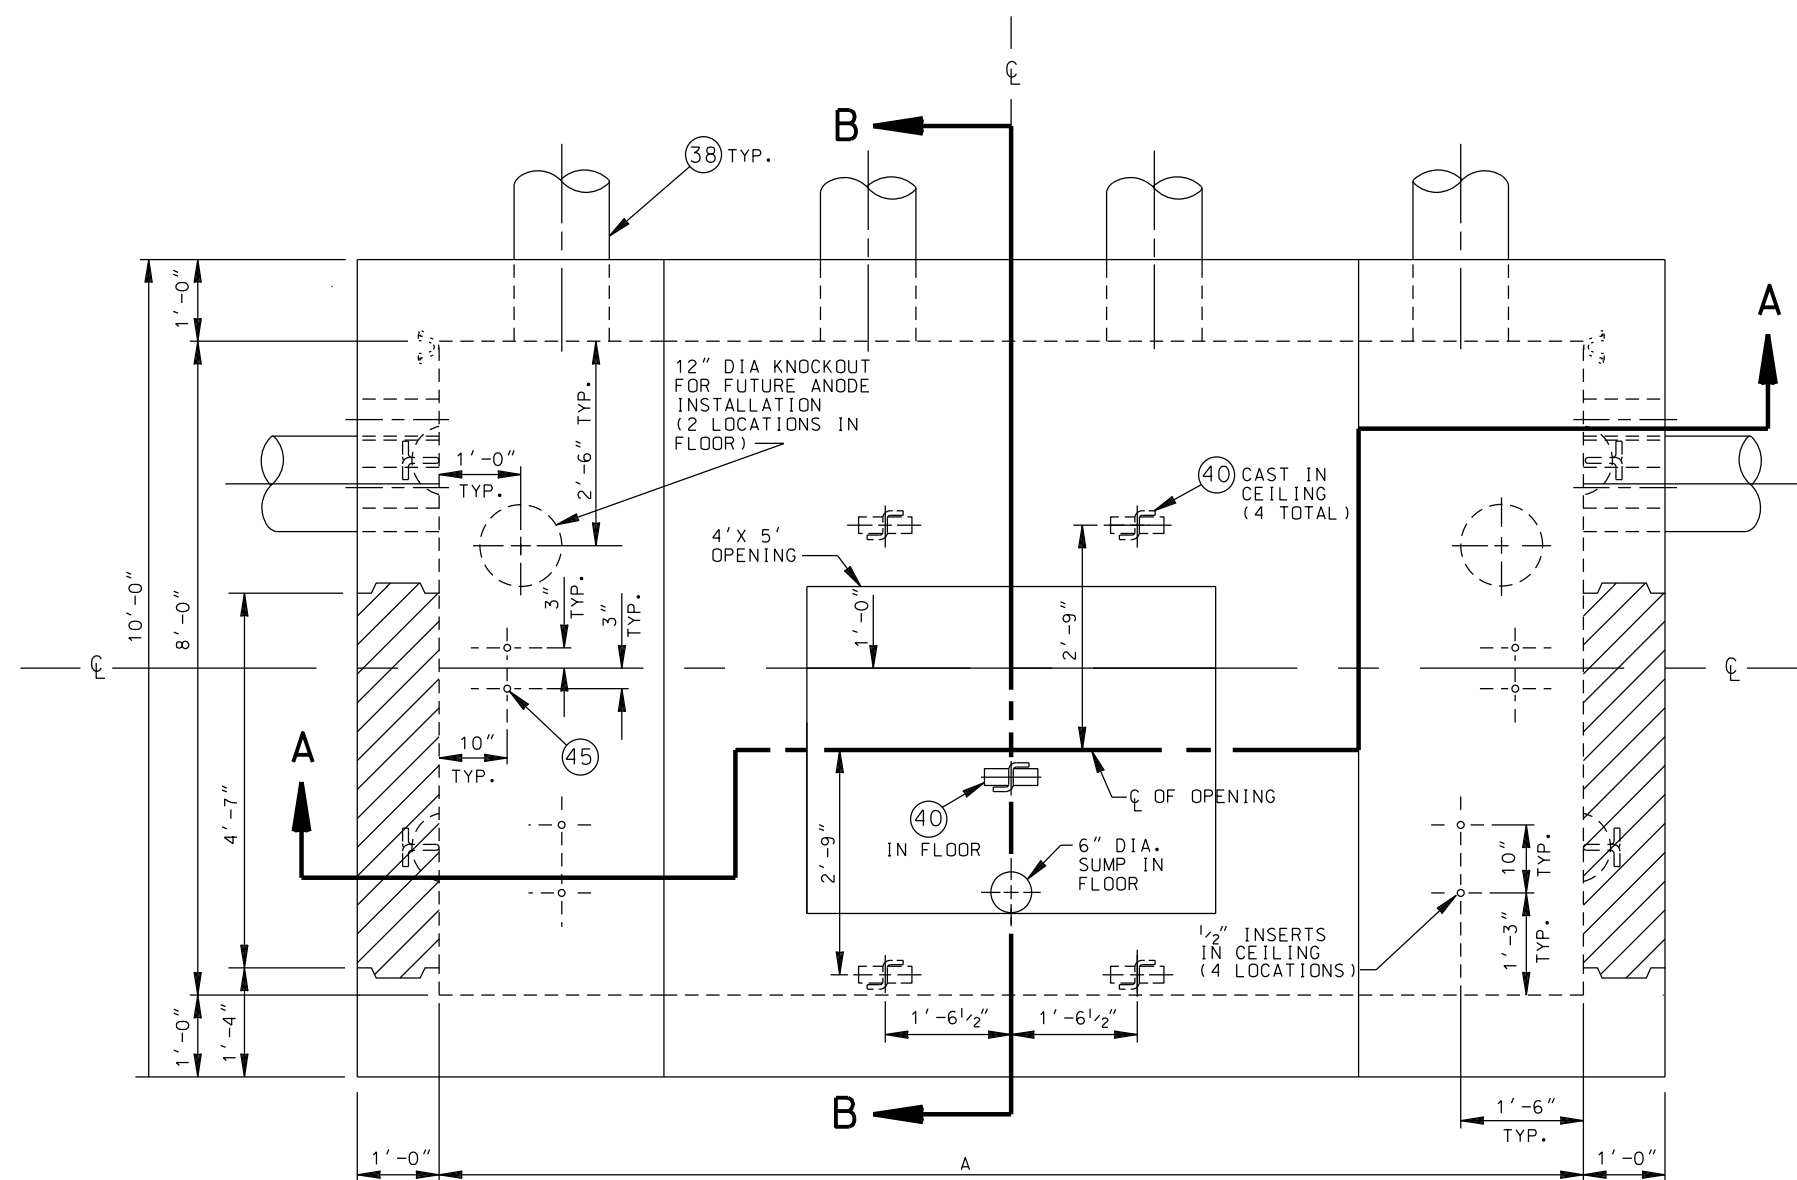 ℄
B
38 TYP.
A
1'-0"
12" DIA KNOCKOUT
FOR FUTURE ANODE
INSTALLATION
(2 LOCATIONS IN
FLOOR)
2'-6" TYP.
1'-0"
TYP.
40 CAST IN
CEILING
(4 TOTAL)
4'X 5'
OPENING
10'-0"
8'-0"
3"
TYP.
3"
TYP.
1'-0"
2'-9"
℄
℄
A
10"
TYP.
45
4'-7"
℄ OF OPENING
40
IN FLOOR
2'-9"
6" DIA.
SUMP IN
FLOOR
10"
TYP.
1'-3"
TYP.
1/2" INSERTS
IN CEILING
(4 LOCATIONS)
1'-0"
1'-4"
1'-6 1/2"
1'-6 1/2"
B
1'-6"
TYP.
1'-0"
A
1'-0"